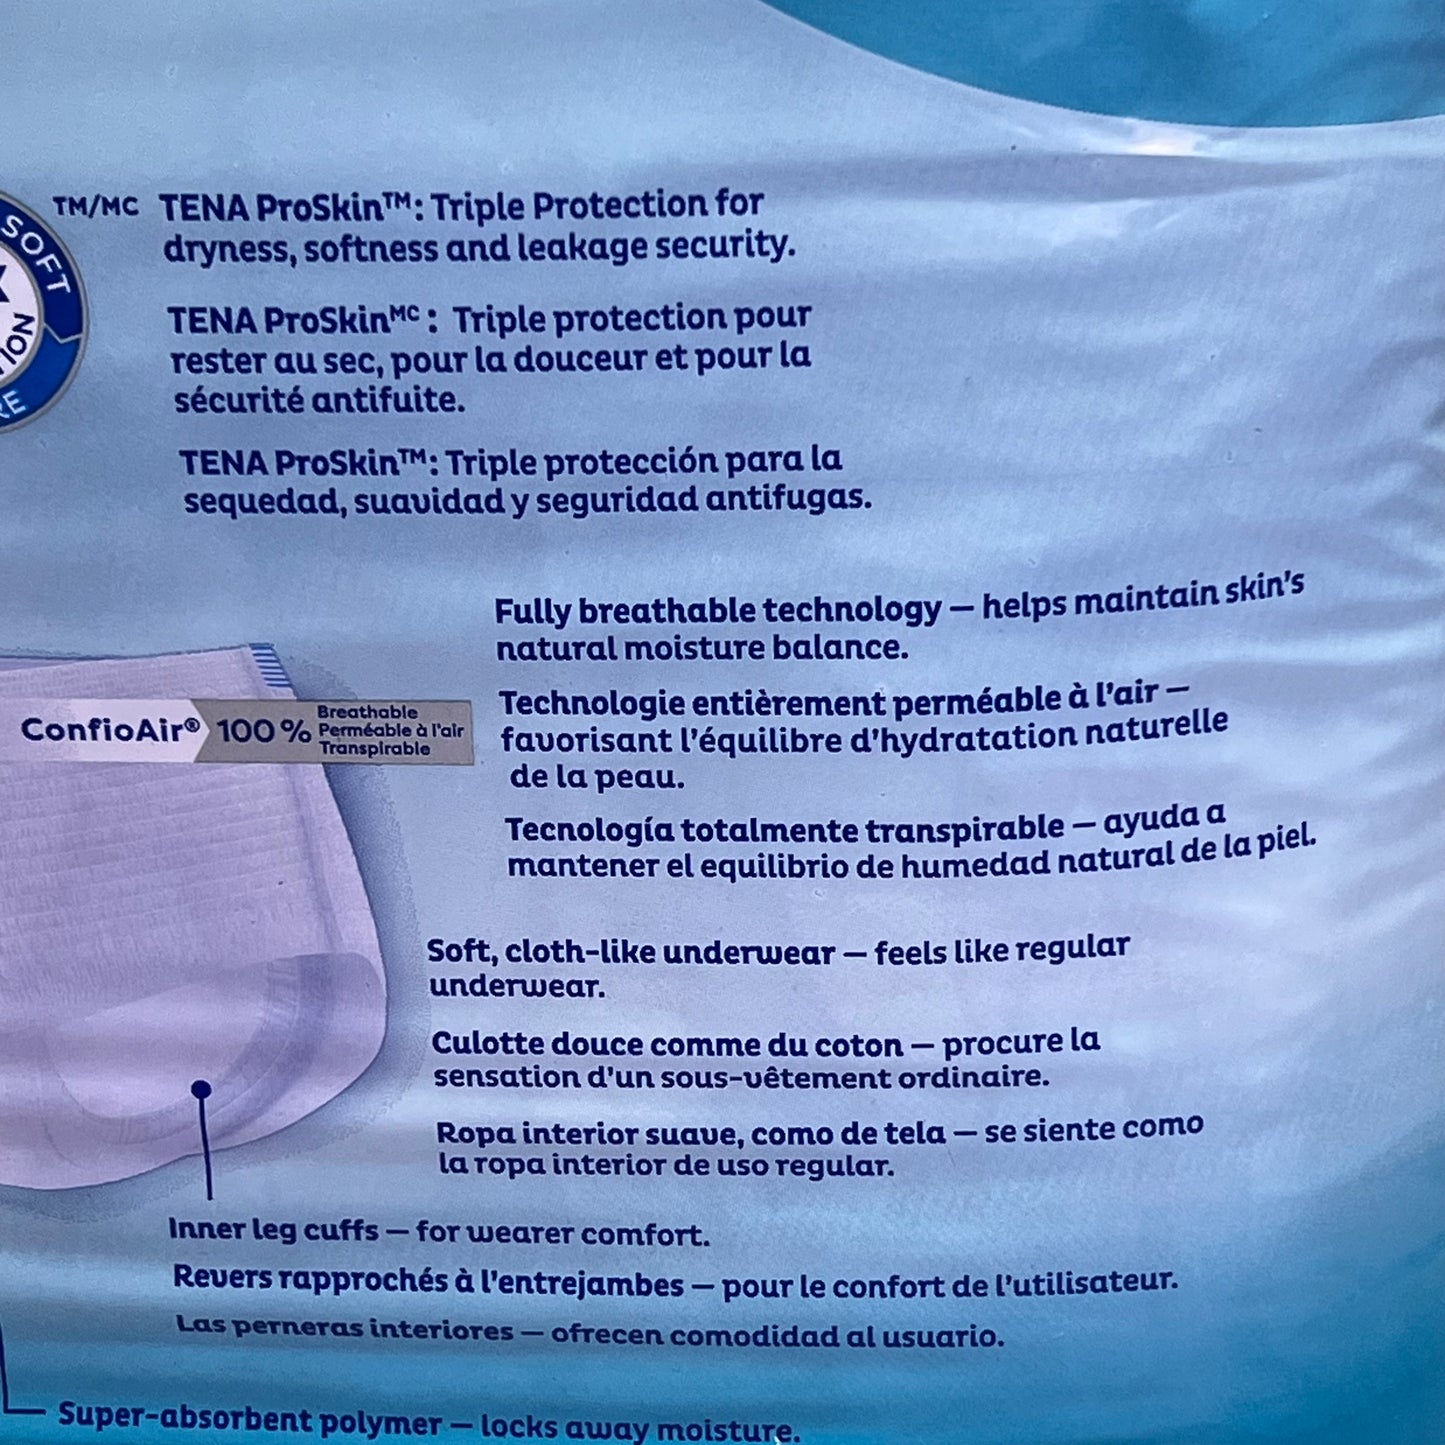 SOFT
TM/MC TENA ProSkin™: Triple Protection for
dryness, softness and leakage security.
TENA ProSkinᴹᶜ : Triple protection pour
rester au sec, pour la douceur et pour la
sécurité antifuite.
TENA ProSkin™: Triple protección para la
sequedad, suavidad y seguridad antifugas.
Fully breathable technology — helps maintain skin's
natural moisture balance.
Technologie entièrement perméable à l'air —
favorisant l'équilibre d'hydratation naturelle
de la peau.
Tecnología totalmente transpirable — ayuda a
mantener el equilibrio de humedad natural de la piel.
ConfioAir® 100 % Breathable
Perméable à l'air
Transpirable
Soft, cloth-like underwear — feels like regular
underwear.
Culotte douce comme du coton — procure la
sensation d'un sous-vêtement ordinaire.
Ropa interior suave, como de tela — se siente como
la ropa interior de uso regular.
Inner leg cuffs — for wearer comfort.
Revers rapprochés à l'entrejambes — pour le confort de l'utilisateur.
Las perneras interiores — ofrecen comodidad al usuario.
Super-absorbent polymer — locks away moisture.